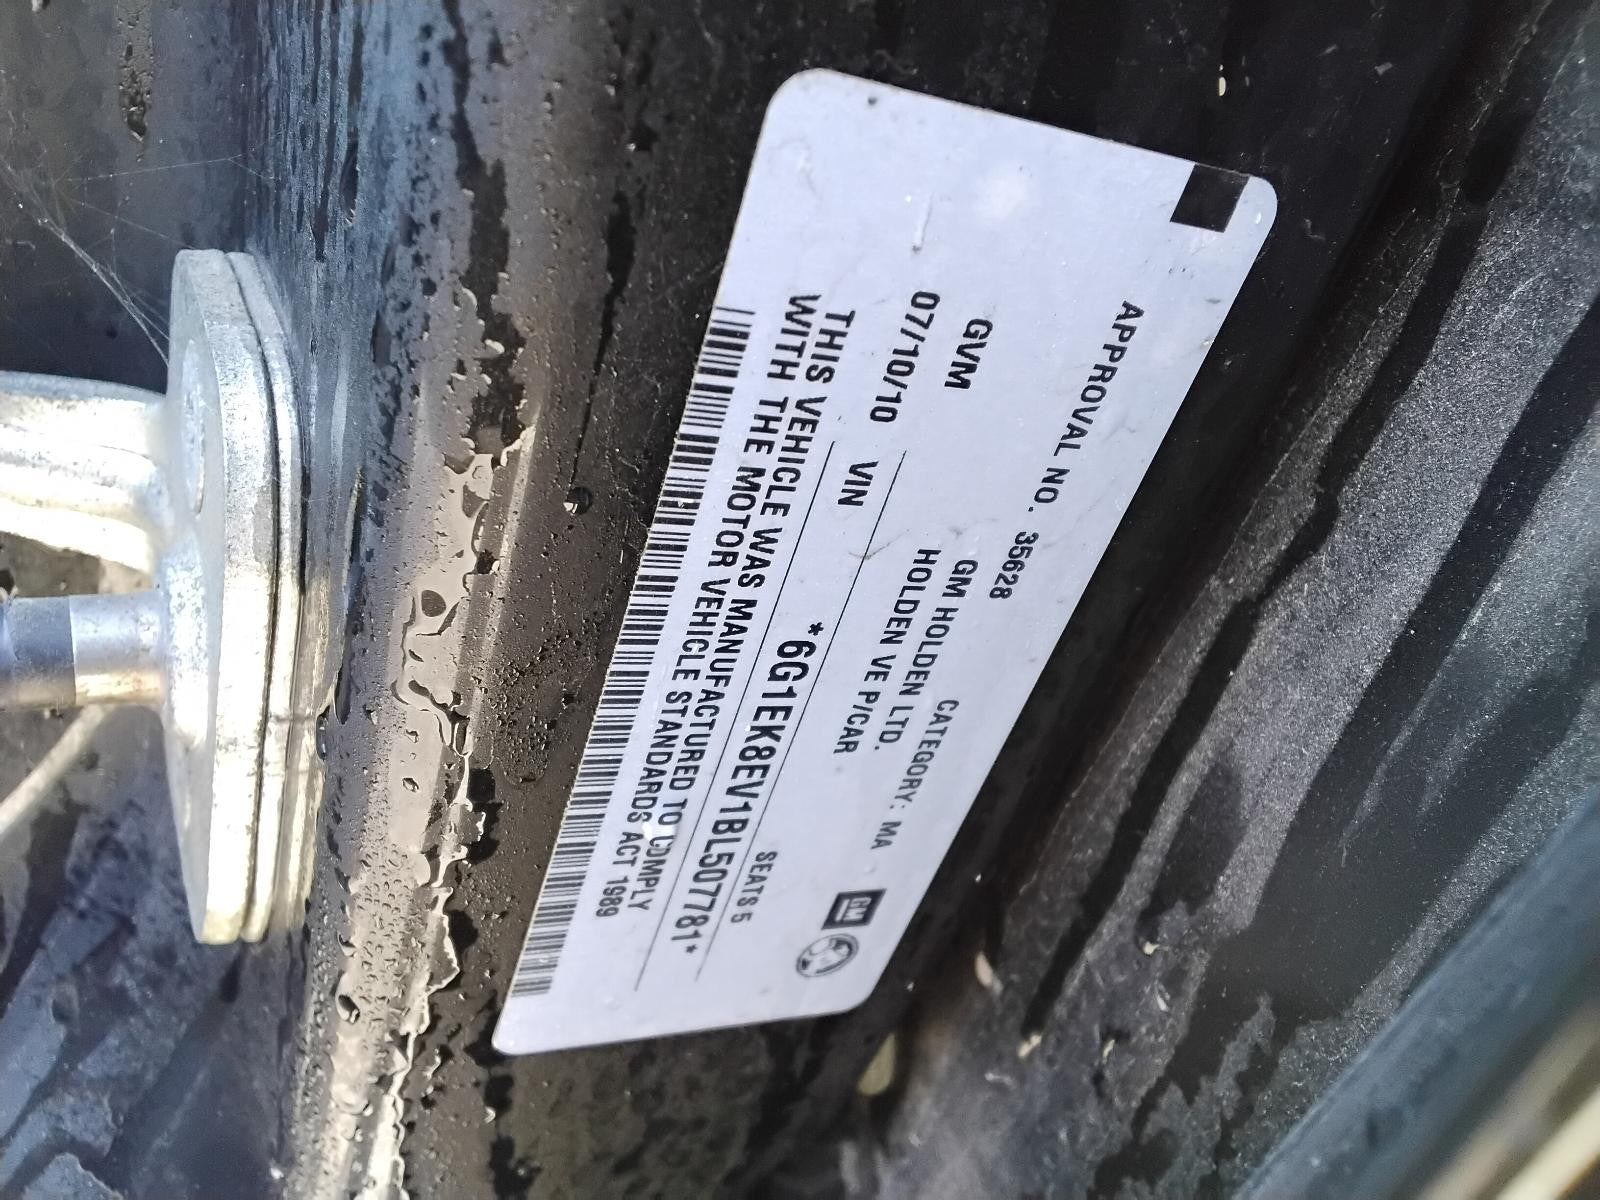 APPROVAL NO. 35628
CATEGORY: MA
GM
GM HOLDEN LTD.
GVM
HOLDEN VE P/CAR
SEATS 5
07/10/10 VIN *6G1EK8EV1BL507781*
THIS VEHICLE WAS MANUFACTURED TO COMPLY
WITH THE MOTOR VEHICLE STANDARDS ACT 1989